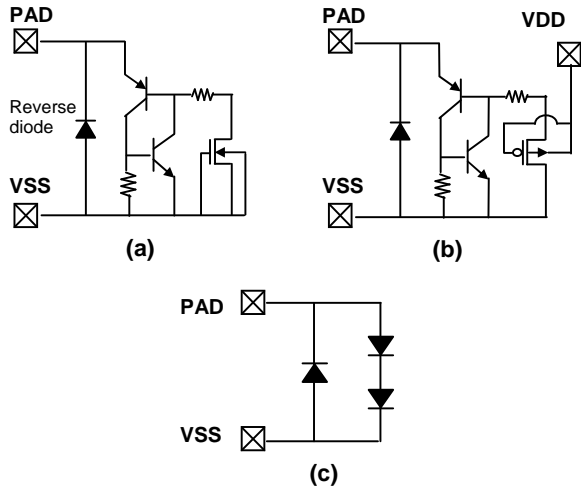 PAD
Reverse
diode
VSS
(a)
PAD
VDD
VSS
(b)
PAD
VSS
(c)